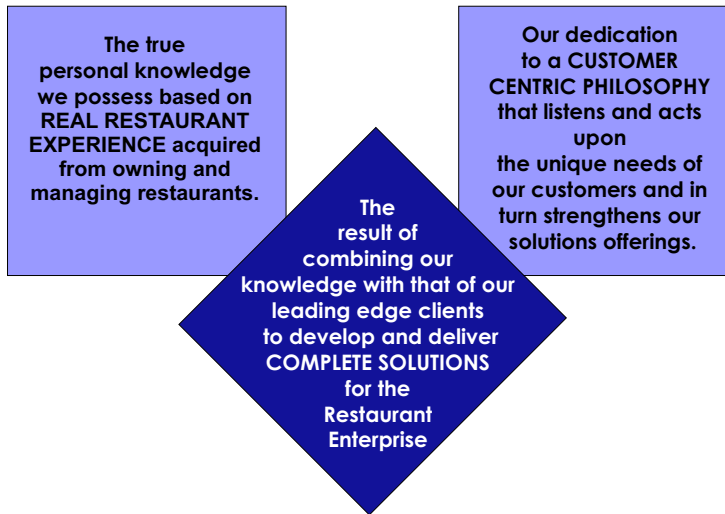 The true
personal knowledge
we possess based on
REAL RESTAURANT
EXPERIENCE acquired
from owning and
managing restaurants.
Our dedication
to a CUSTOMER
CENTRIC PHILOSOPHY
that listens and acts
upon
the unique needs of
our customers and in
turn strengthens our
solutions offerings.
The
result of
combining our
knowledge with that of our
leading edge clients
to develop and deliver
COMPLETE SOLUTIONS
for the
Restaurant
Enterprise